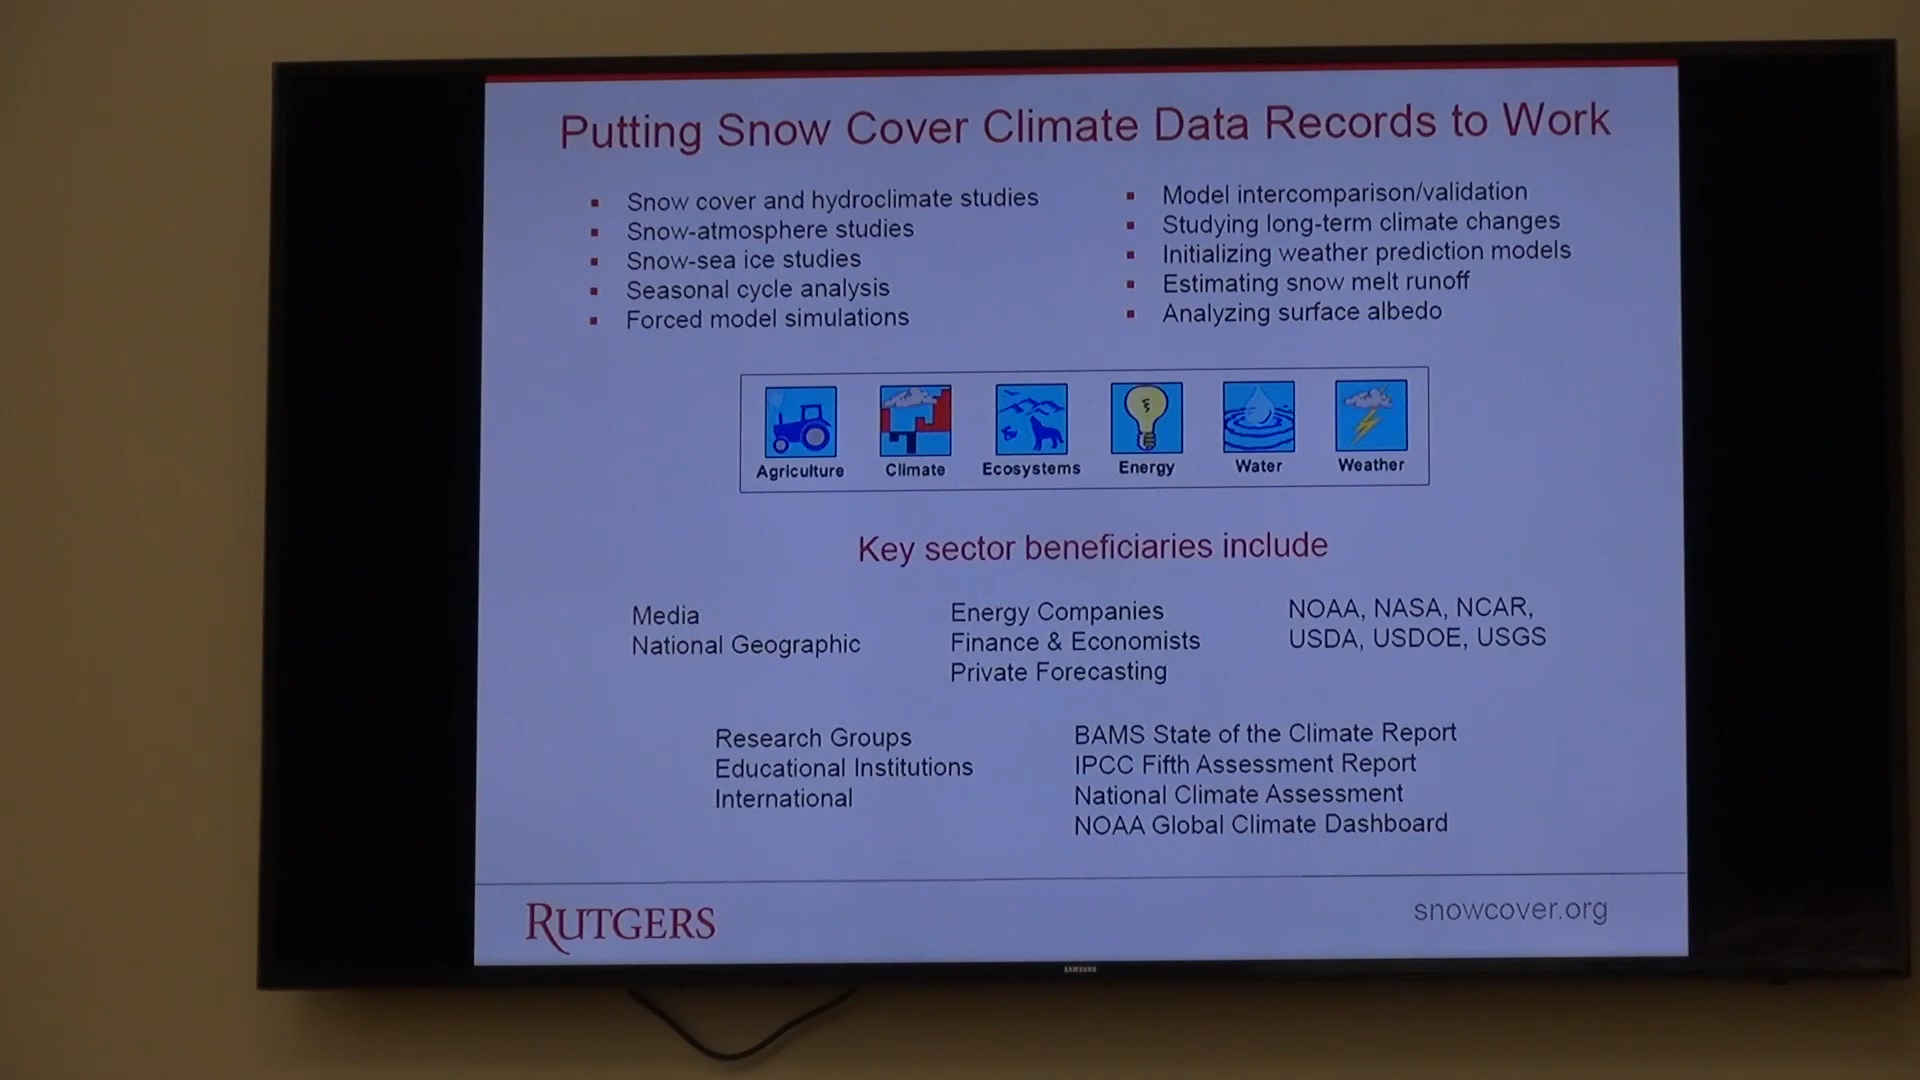 Putting Snow Cover Climate Data Records to Work
Snow cover and hydroclimate studies
Snow-atmosphere studies
Snow-sea ice studies
Seasonal cycle analysis
Forced model simulations
Model intercomparison/validation
Studying long-term climate changes
Initializing weather prediction models
Estimating snow melt runoff
Analyzing surface albedo
Agriculture
Climate
Ecosystems
Energy
Water
Weather
Key sector beneficiaries include
Media
National Geographic
Energy Companies
Finance & Economists
Private Forecasting
NOAA, NASA, NCAR,
USDA, USDOE, USGS
Research Groups
Educational Institutions
International
BAMS State of the Climate Report
IPCC Fifth Assessment Report
National Climate Assessment
NOAA Global Climate Dashboard
RUTGERS
snowcover.org
SAMSUNG